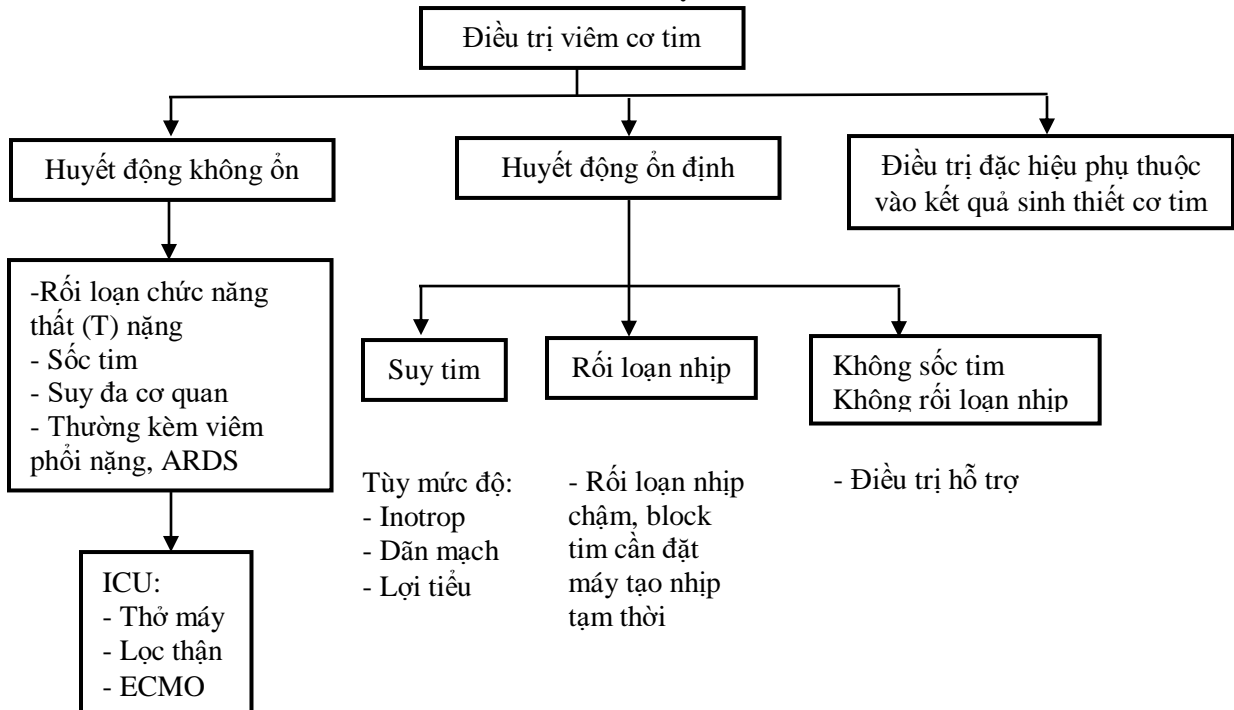 Điều trị viêm cơ tim
Huyết động không ổn
Huyết động ổn định
Điều trị đặc hiệu phụ thuộc
vào kết quả sinh thiết cơ tim
-Rối loạn chức năng
thất (T) nặng
- Sốc tim
- Suy đa cơ quan
- Thường kèm viêm
phổi nặng, ARDS
Suy tim
Rối loạn nhịp
Không sốc tim
Không rối loạn nhịp
Tùy mức độ:
- Inotrop
- Dãn mạch
- Lợi tiểu
- Rối loạn nhịp
chậm, block
tim cần đặt
máy tạo nhịp
tạm thời
- Điều trị hỗ trợ
ICU:
- Thở máy
- Lọc thận
- ECMO